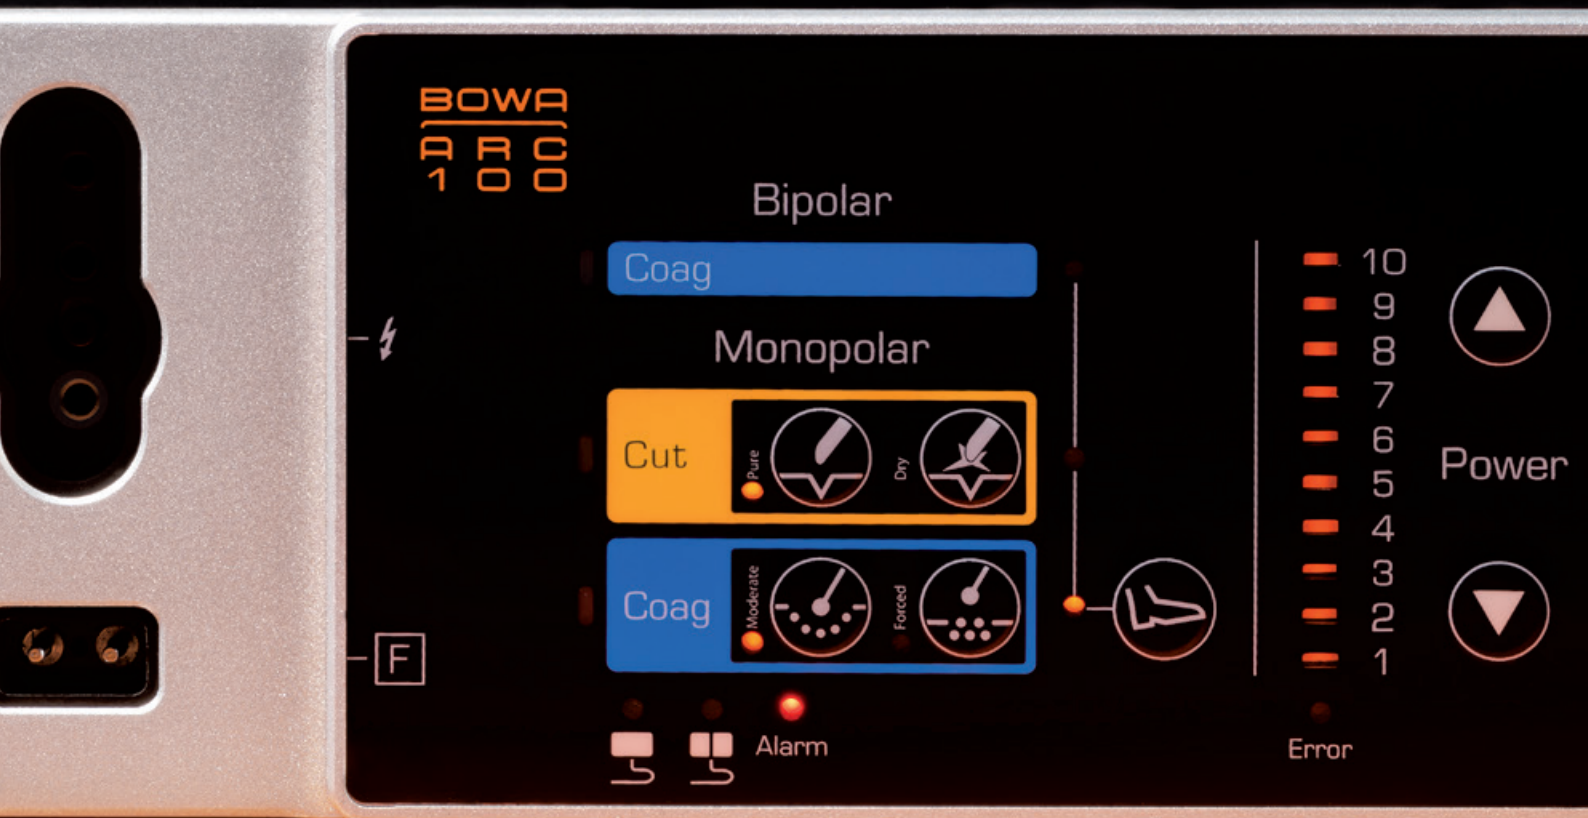 BOWA
ARC
100
Bipolar
Coag
Monopolar
Cut
Pure
Dry
Coag
Moderate
Forced
F
Alarm
10
9
8
7
6
5
4
3
2
1
Power
Error